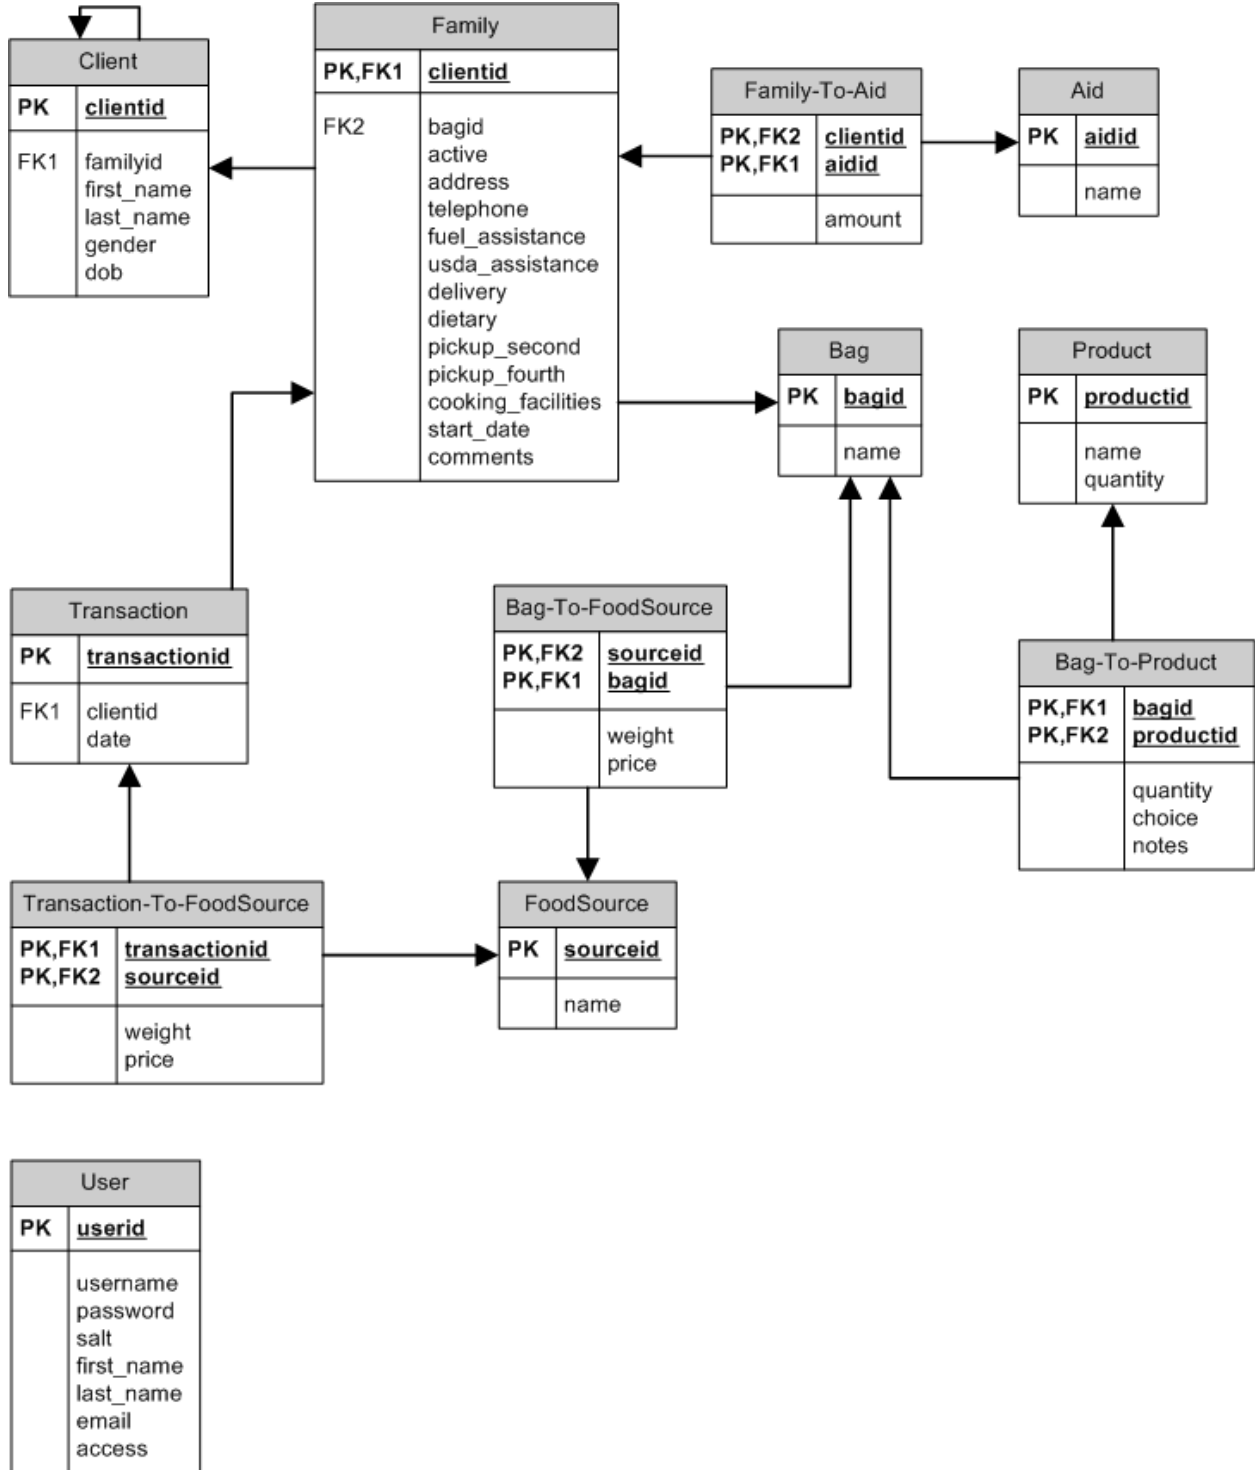 Client
PK clientid
FK1 familyid
first_name
last_name
gender
dob
Family
PK,FK1 clientid
FK2 bagid
active
address
telephone
fuel_assistance
usda_assistance
delivery
dietary
pickup_second
pickup_fourth
cooking_facilities
start_date
comments
Family-To-Aid
PK,FK2 clientid
PK,FK1 aidid
amount
Aid
PK aidid
name
Bag
PK bagid
name
Product
PK productid
name
quantity
Transaction
PK transactionid
FK1 clientid
date
Bag-To-FoodSource
PK,FK2 sourceid
PK,FK1 bagid
weight
price
Bag-To-Product
PK,FK1 bagid
PK,FK2 productid
quantity
choice
notes
Transaction-To-FoodSource
PK,FK1 transactionid
PK,FK2 sourceid
weight
price
FoodSource
PK sourceid
name
User
PK userid
username
password
salt
first_name
last_name
email
access